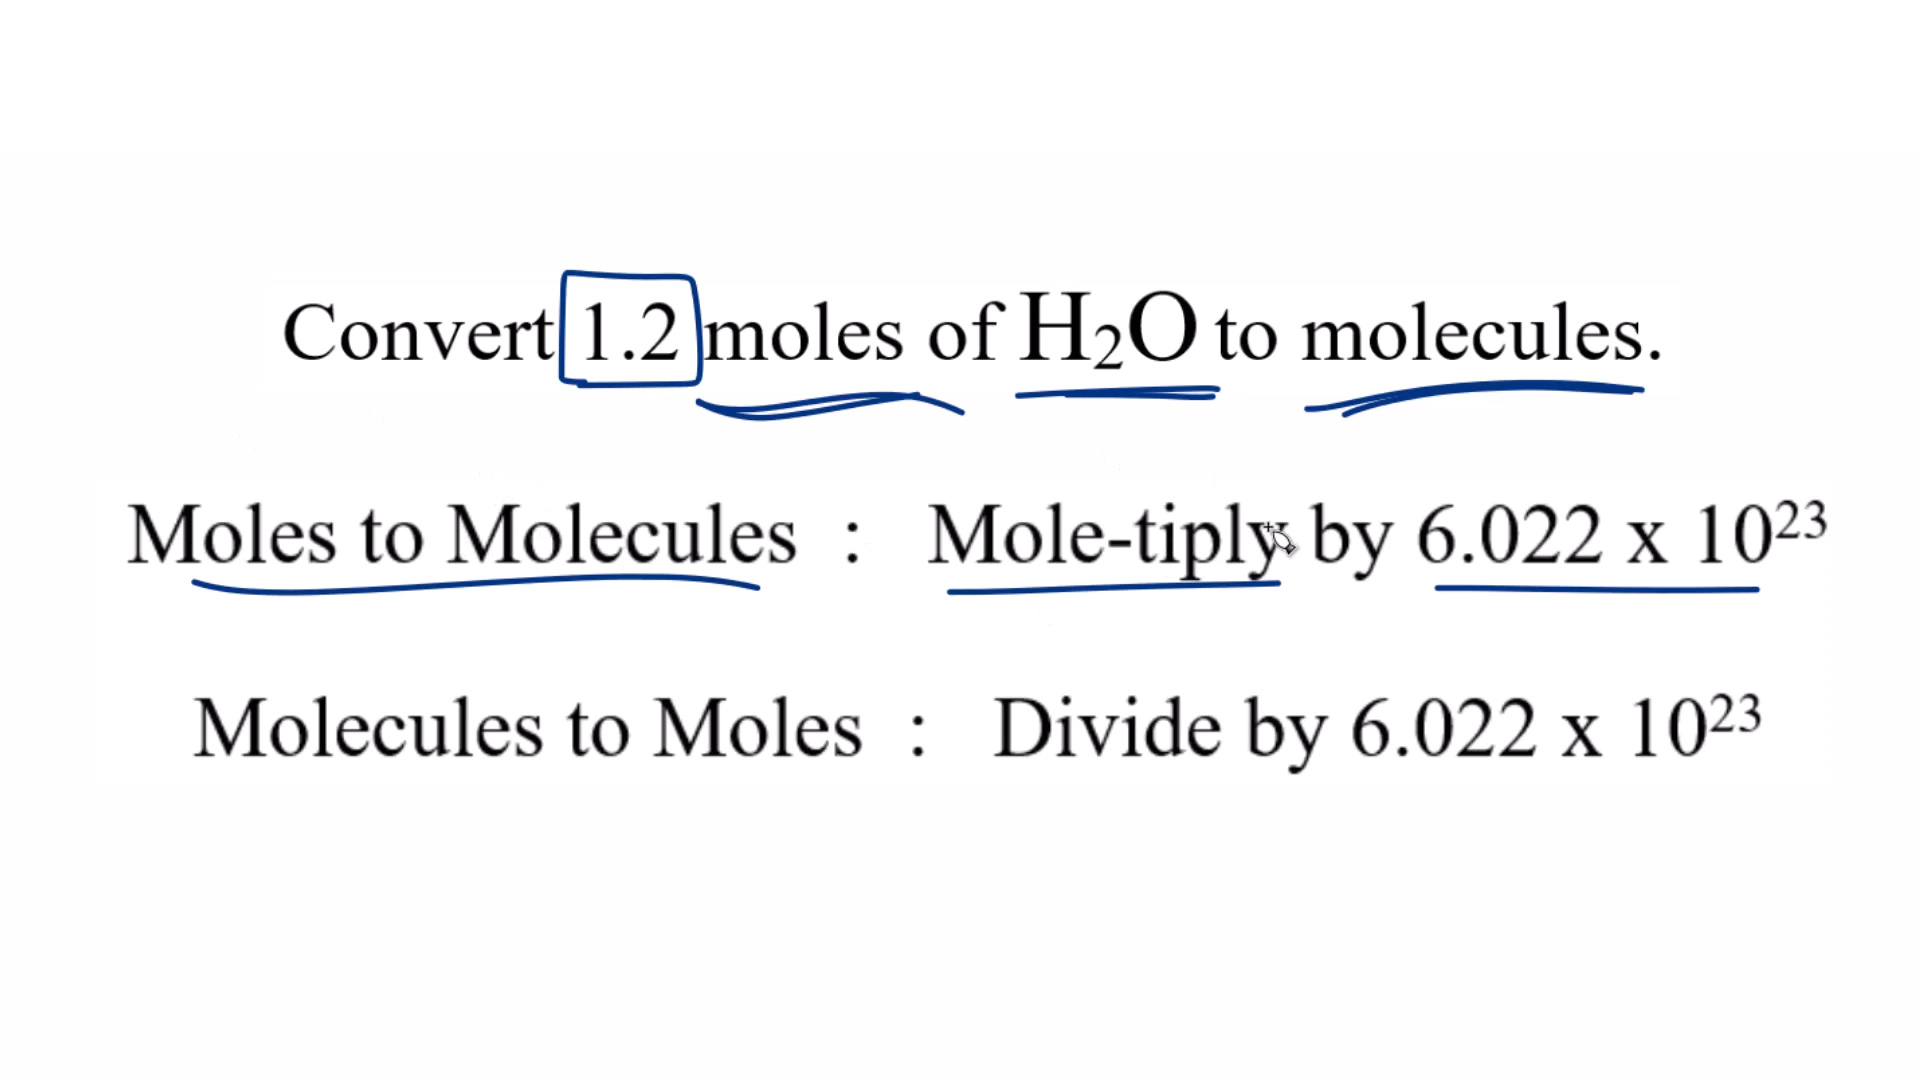 Convert 1.2 moles of H₂O to molecules.
Moles to Molecules : Mole-tiply by 6.022 x 10²³
Molecules to Moles : Divide by 6.022 x 10²³